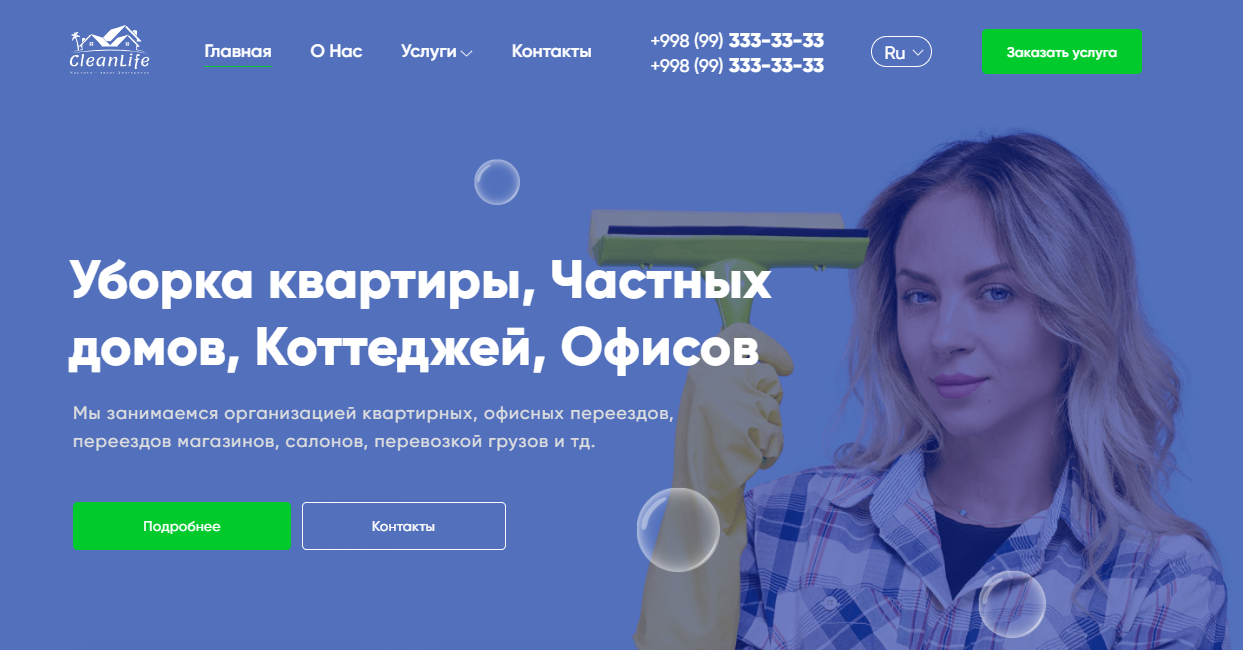 CleanLife
Главная
О Нас
Услуги
Контакты
+998 (99) 333-33-33
+998 (99) 333-33-33
Ru
Заказать услуга
Уборка квартиры, Частных
домов, Коттеджей, Офисов
Мы занимаемся организацией квартирных, офисных переездов,
переездов магазинов, салонов, перевозкой грузов и тд.
Подробнее
Контакты